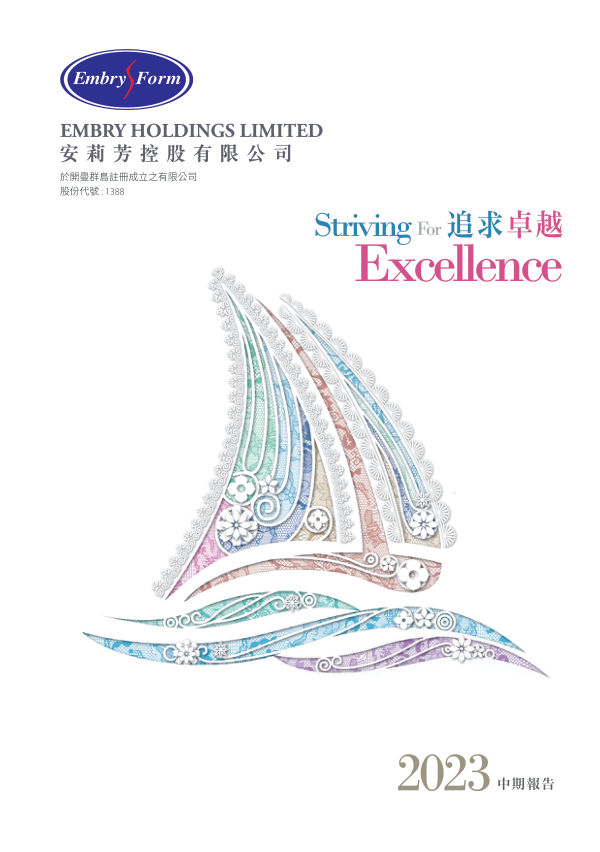 Embry Form
EMBRY HOLDINGS LIMITED
安莉芳控股有限公司
於開曼群島註冊成立之有限公司
股份代號 : 1388
Striving For 追求卓越
Excellence
2023 中期報告